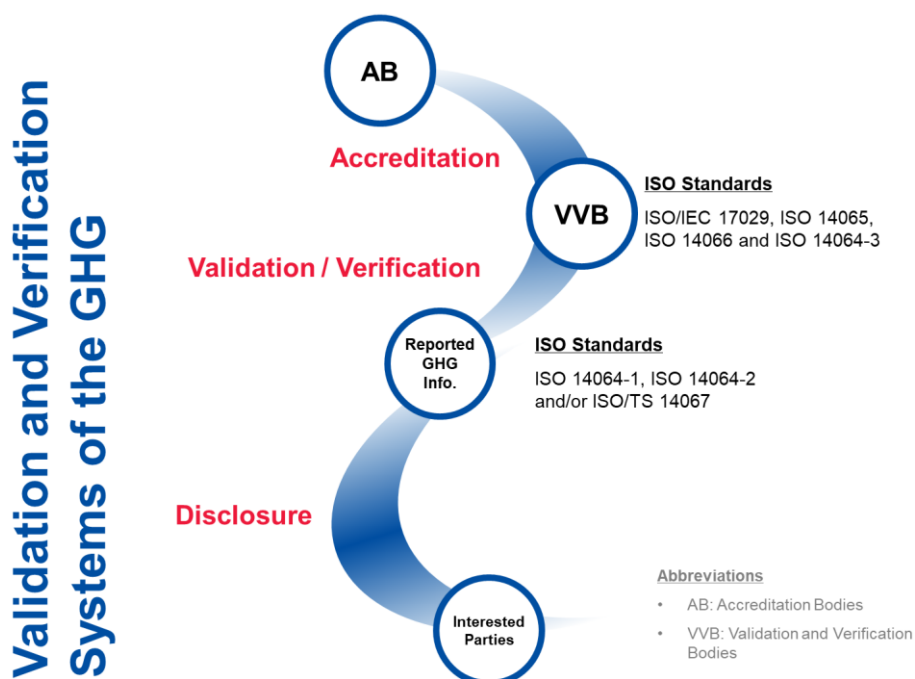 Validation and Verification
Systems of the GHG
AB
Accreditation
VVB
ISO Standards
ISO/IEC 17029, ISO 14065,
ISO 14066 and ISO 14064-3
Validation / Verification
Reported
GHG
Info.
ISO Standards
ISO 14064-1, ISO 14064-2
and/or ISO/TS 14067
Disclosure
Interested
Parties
Abbreviations
• AB: Accreditation Bodies
• VVB: Validation and Verification
Bodies